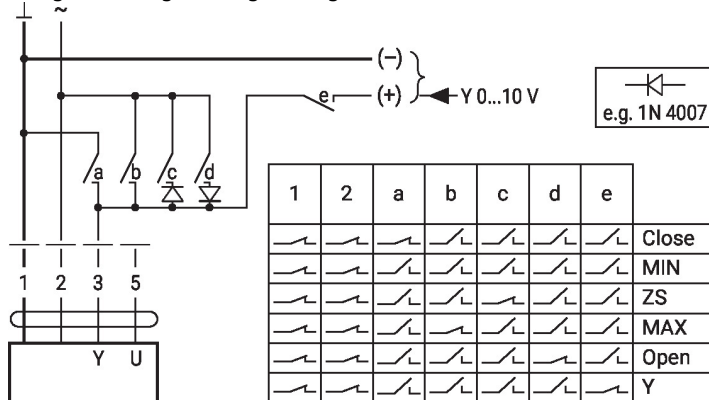 ~
(–)
e (+) Y 0...10 V
e.g. 1N 4007
a b c d
1 2 a b c d e
Close
MIN
ZS
MAX
Open
Y
1 2 3 5
Y U